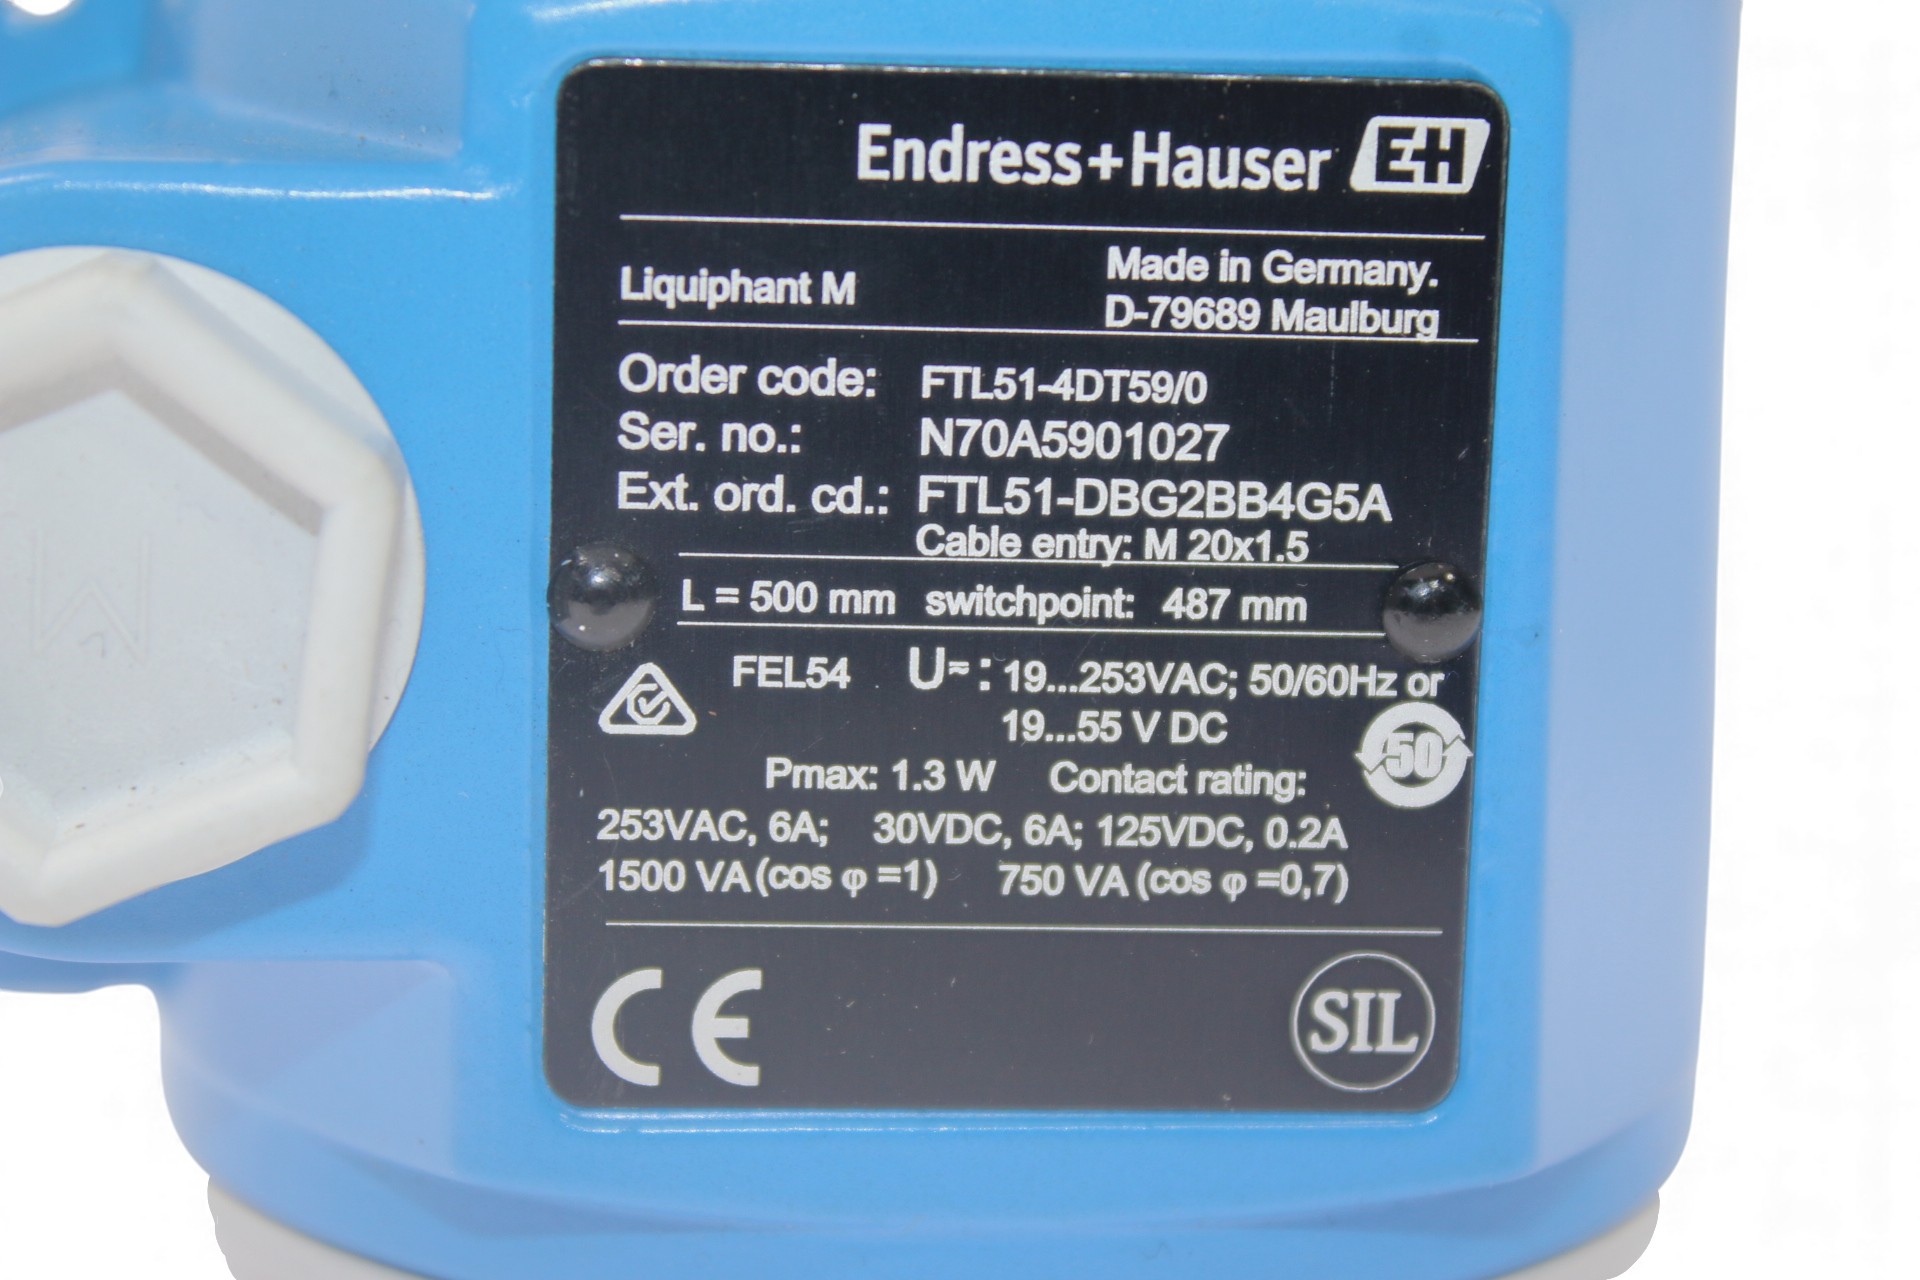 Endress+Hauser EH
Liquiphant M
Made in Germany.
D-79689 Maulburg
Order code: FTL51-4DT59/0
Ser. no.: N70A5901027
Ext. ord. cd.: FTL51-DBG2BB4G5A
Cable entry: M 20x1.5
L = 500 mm switchpoint: 487 mm
FEL54 U≂ : 19...253VAC; 50/60Hz or
19...55 V DC
50
Pmax: 1.3 W Contact rating:
253VAC, 6A; 30VDC, 6A; 125VDC, 0.2A
1500 VA (cos φ =1) 750 VA (cos φ =0,7)
CE
SIL
M